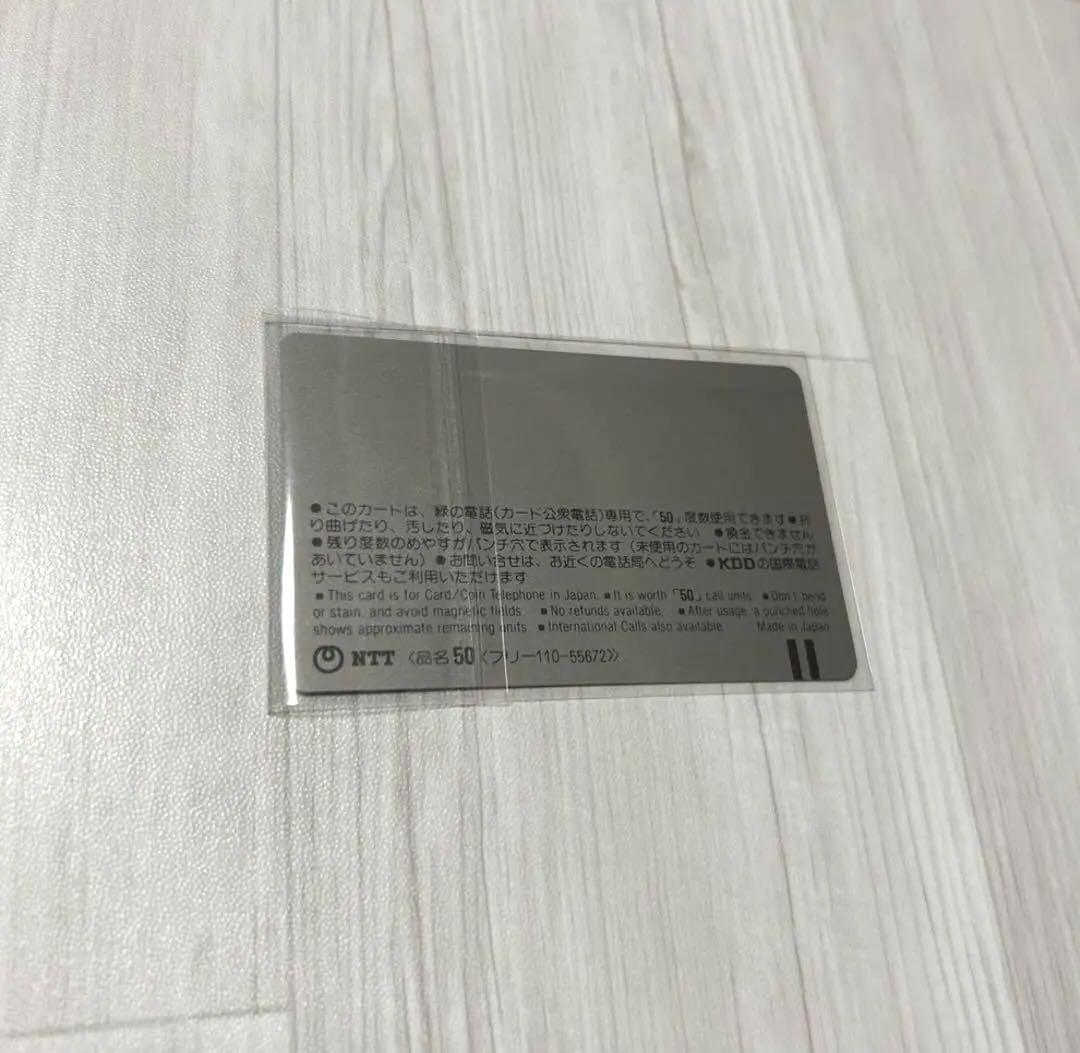 ●このカードは、緑の電話(カード公衆電話)専用で、「50」度数使用できます●折
り曲げたり、汚したり、磁気に近づけたりしないでください ●換金できません
●残り度数のめやすがパンチ穴で表示されます(未使用のカードにはパンチ穴が
あいていません)●お問い合せは、お近くの電話局へどうぞ ●KDDの国際電話
サービスもご利用いただけます
■This card is for Card/Coin Telephone in Japan. ■It is worth「50」call units. ■Don't bend
or stain, and avoid magnetic fields. ■No refunds available. ■After usage, a punched hole
shows approximate remaining units. ■International Calls also available. Made in Japan
NTT〈品名50〈フリー110-55672〉〉